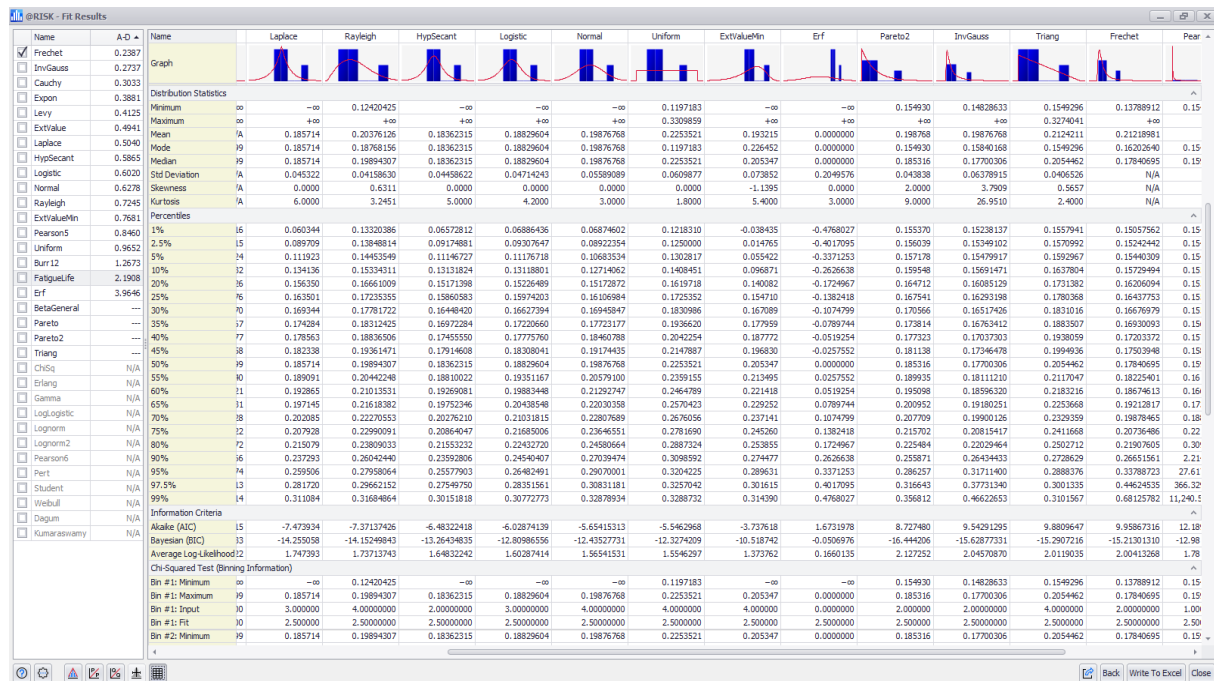 @RISK - Fit Results
Name A-D
Frechet 0.2387
InvGauss 0.2737
Cauchy 0.3033
Expon 0.3881
Levy 0.4125
ExtValue 0.4941
Laplace 0.5040
HypSecant 0.5865
Logistic 0.6020
Normal 0.6278
Rayleigh 0.7245
ExtValueMin 0.7681
Pearson5 0.8460
Uniform 0.9652
Burr12 1.2673
FatigueLife 2.1908
Erf 3.9646
BetaGeneral ---
Pareto ---
Pareto2 ---
Triang ---
ChiSq N/A
Erlang N/A
Gamma N/A
LogLogistic N/A
Lognorm N/A
Lognorm2 N/A
Pearson6 N/A
Pert N/A
Student N/A
Weibull N/A
Dagum N/A
Kumaraswamy N/A
Name Laplace Rayleigh HypSecant Logistic Normal Uniform ExtValueMin Erf Pareto2 InvGauss Triang Frechet Pear
Graph
Distribution Statistics
Minimum −∞ 0.12420425 −∞ −∞ −∞ 0.1197183 −∞ −∞ 0.154930 0.14828633 0.1549296 0.13788912
Maximum +∞ +∞ +∞ +∞ +∞ 0.3309859 +∞ +∞ +∞ +∞ 0.3274041 +∞
Mean 0.185714 0.20376126 0.18362315 0.18829604 0.19876768 0.2253521 0.193215 0.0000000 0.198768 0.19876768 0.2124211 0.21218981
Mode 0.185714 0.18768156 0.18362315 0.18829604 0.19876768 0.1197183 0.226452 0.0000000 0.154930 0.15840168 0.1549296 0.16202640
Median 0.185714 0.19894307 0.18362315 0.18829604 0.19876768 0.2253521 0.205347 0.0000000 0.185316 0.17700306 0.2054462 0.17840695
Std Deviation 0.045322 0.04158630 0.04458622 0.04714243 0.05589089 0.0609877 0.073852 0.2049576 0.043838 0.06378915 0.0406526 N/A
Skewness 0.0000 0.6311 0.0000 0.0000 0.0000 0.0000 -1.1395 0.0000 2.0000 3.7909 0.5657 N/A
Kurtosis 6.0000 3.2451 5.0000 4.2000 3.0000 1.8000 5.4000 3.0000 9.0000 26.9510 2.4000 N/A
Percentiles
1% 0.060344 0.13320386 0.06572812 0.06886436 0.06874602 0.1218310 -0.038435 -0.4768027 0.155370 0.15238137 0.1557941 0.15057562
2.5% 0.089709 0.13848814 0.09174881 0.09307647 0.08922354 0.1250000 0.014765 -0.4017095 0.156039 0.15349102 0.1570992 0.15242442
5% 0.111923 0.14453549 0.11146727 0.11176718 0.10683534 0.1302817 0.055422 -0.3371253 0.157178 0.15479917 0.1592967 0.15440309
10% 0.134136 0.15334311 0.13131824 0.13118801 0.12714062 0.1408451 0.096871 -0.2626638 0.159548 0.15691471 0.1637804 0.15729494
20% 0.156350 0.16661009 0.15171398 0.15226489 0.15172872 0.1619718 0.140082 -0.1724967 0.164712 0.16085129 0.1731382 0.16206094
25% 0.163501 0.17235355 0.15860583 0.15974203 0.16106984 0.1725352 0.154710 -0.1382418 0.167541 0.16293198 0.1780368 0.16437753
30% 0.169344 0.17781722 0.16448420 0.16627394 0.16945847 0.1830986 0.167089 -0.1074799 0.170566 0.16517426 0.1831016 0.16676979
35% 0.174284 0.18312425 0.16972284 0.17220660 0.17723177 0.1936620 0.177959 -0.0789744 0.173814 0.16763412 0.1883507 0.16930093
40% 0.178563 0.18836506 0.17455550 0.17775760 0.18460788 0.2042254 0.187772 -0.0519254 0.177323 0.17037303 0.1938059 0.17203372
45% 0.182338 0.19361471 0.17914608 0.18308041 0.19174435 0.2147887 0.196830 -0.0257552 0.181138 0.17346478 0.1994936 0.17503948
50% 0.185714 0.19894307 0.18362315 0.18829604 0.19876768 0.2253521 0.205347 0.0000000 0.185316 0.17700306 0.2054462 0.17840695
55% 0.189091 0.20442248 0.18810022 0.19351167 0.20579100 0.2359155 0.213495 0.0257552 0.189935 0.18111210 0.2117047 0.18225401
60% 0.192865 0.21013531 0.19269081 0.19883448 0.21292747 0.2464789 0.221418 0.0519254 0.195098 0.18596320 0.2183216 0.18674613
65% 0.197145 0.21618382 0.19752346 0.20438548 0.22030358 0.2570423 0.229252 0.0789744 0.200952 0.19180251 0.2253668 0.19212817
70% 0.202085 0.22270553 0.20276210 0.21031815 0.22807689 0.2676056 0.237141 0.1074799 0.207709 0.19900126 0.2329359 0.19878465
75% 0.207928 0.22990091 0.20864047 0.21685006 0.23646551 0.2781690 0.245260 0.1382418 0.215702 0.20815417 0.2411668 0.20736486
80% 0.215079 0.23809033 0.21553232 0.22432720 0.24580664 0.2887324 0.253855 0.1724967 0.225484 0.22029464 0.2502712 0.21907605
90% 0.237293 0.26042440 0.23592806 0.24540407 0.27039474 0.3098592 0.274477 0.2626638 0.255871 0.26434433 0.2728629 0.26651561
95% 0.259506 0.27958064 0.25577903 0.26482491 0.29070001 0.3204225 0.289631 0.3371253 0.286257 0.31711400 0.2888376 0.33788723
97.5% 0.281720 0.29662152 0.27549750 0.28351561 0.30831181 0.3257042 0.301615 0.4017095 0.316643 0.37731340 0.3001335 0.44624535
99% 0.311084 0.31684864 0.30151818 0.30772773 0.32878934 0.3288732 0.314390 0.4768027 0.356812 0.46622653 0.3101567 0.68125782
Information Criteria
Akaike (AIC) -7.473934 -7.37137426 -6.48322418 -6.02874139 -5.65415313 -5.5462968 -3.737618 1.6731978 8.727480 9.54291295 9.8809647 9.95867316
Bayesian (BIC) -14.255058 -14.15249843 -13.26434835 -12.80986556 -12.43527731 -12.3274209 -10.518742 -0.0506976 -16.444206 -15.62877331 -15.2907216 -15.21301310
Average Log-Likelihood 1.747393 1.73713743 1.64832242 1.60287414 1.56541531 1.5546297 1.373762 0.1660135 2.127252 2.04570870 2.0119035 2.00413268
Chi-Squared Test (Binning Information)
Bin #1: Minimum −∞ 0.12420425 −∞ −∞ −∞ 0.1197183 −∞ −∞ 0.154930 0.14828633 0.1549296 0.13788912
Bin #1: Maximum 0.185714 0.19894307 0.18362315 0.18829604 0.19876768 0.2253521 0.205347 0.0000000 0.185316 0.17700306 0.2054462 0.17840695
Bin #1: Input 3.000000 4.00000000 2.00000000 3.00000000 4.00000000 4.0000000 4.000000 0.0000000 2.000000 2.00000000 4.0000000 2.00000000
Bin #1: Fit 2.500000 2.50000000 2.50000000 2.50000000 2.50000000 2.5000000 2.500000 2.5000000 2.500000 2.50000000 2.5000000 2.50000000
Bin #2: Minimum 0.185714 0.19894307 0.18362315 0.18829604 0.19876768 0.2253521 0.205347 0.0000000 0.185316 0.17700306 0.2054462 0.17840695
Back Write To Excel Close